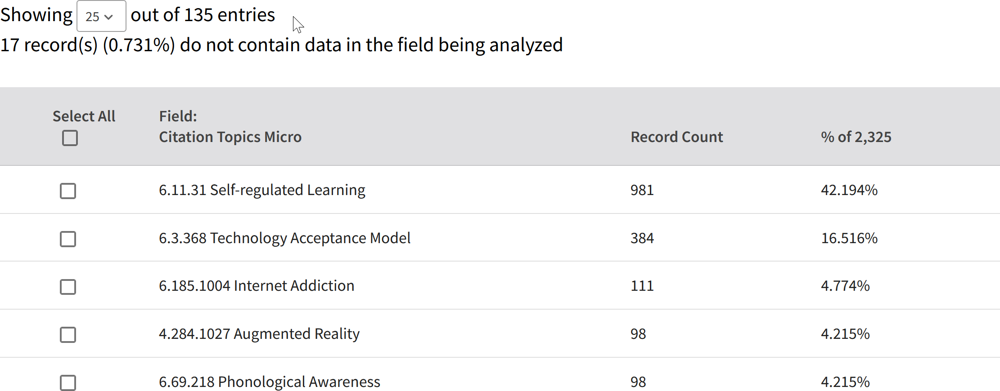 Showing 25 out of 135 entries
17 record(s) (0.731%) do not contain data in the field being analyzed
Select All Field:
Citation Topics Micro Record Count % of 2,325
6.11.31 Self-regulated Learning 981 42.194%
6.3.368 Technology Acceptance Model 384 16.516%
6.185.1004 Internet Addiction 111 4.774%
4.284.1027 Augmented Reality 98 4.215%
6.69.218 Phonological Awareness 98 4.215%